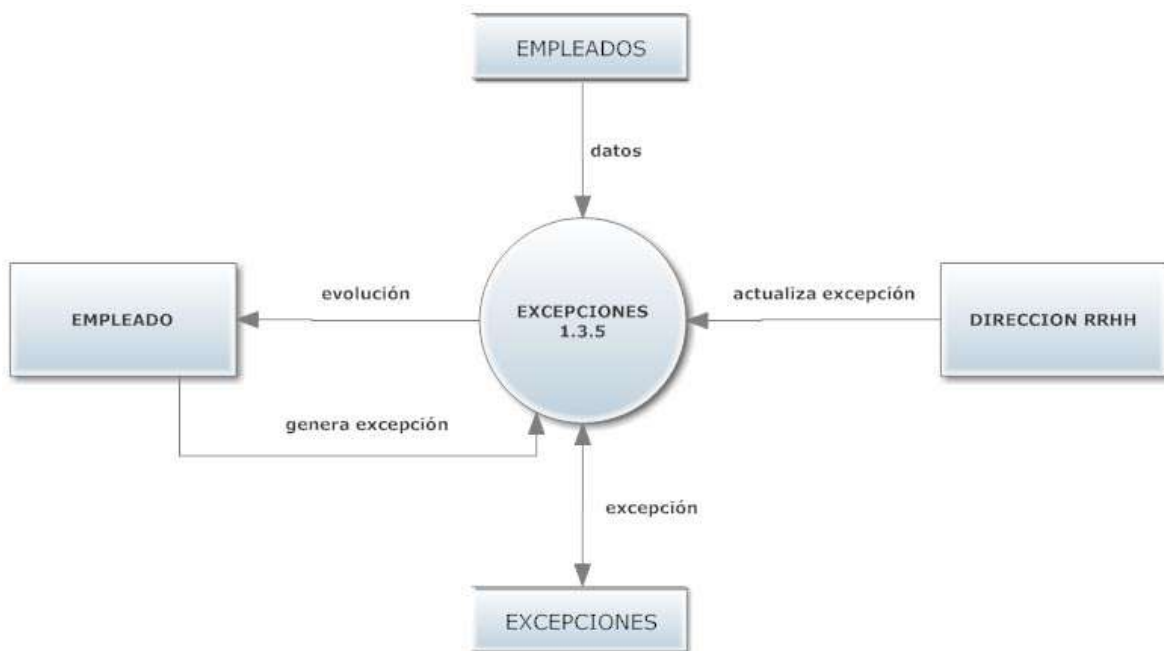 EMPLEADOS
datos
evolución
actualiza excepción
EMPLEADO
EXCEPCIONES
1.3.5
DIRECCION RRHH
genera excepción
excepción
EXCEPCIONES